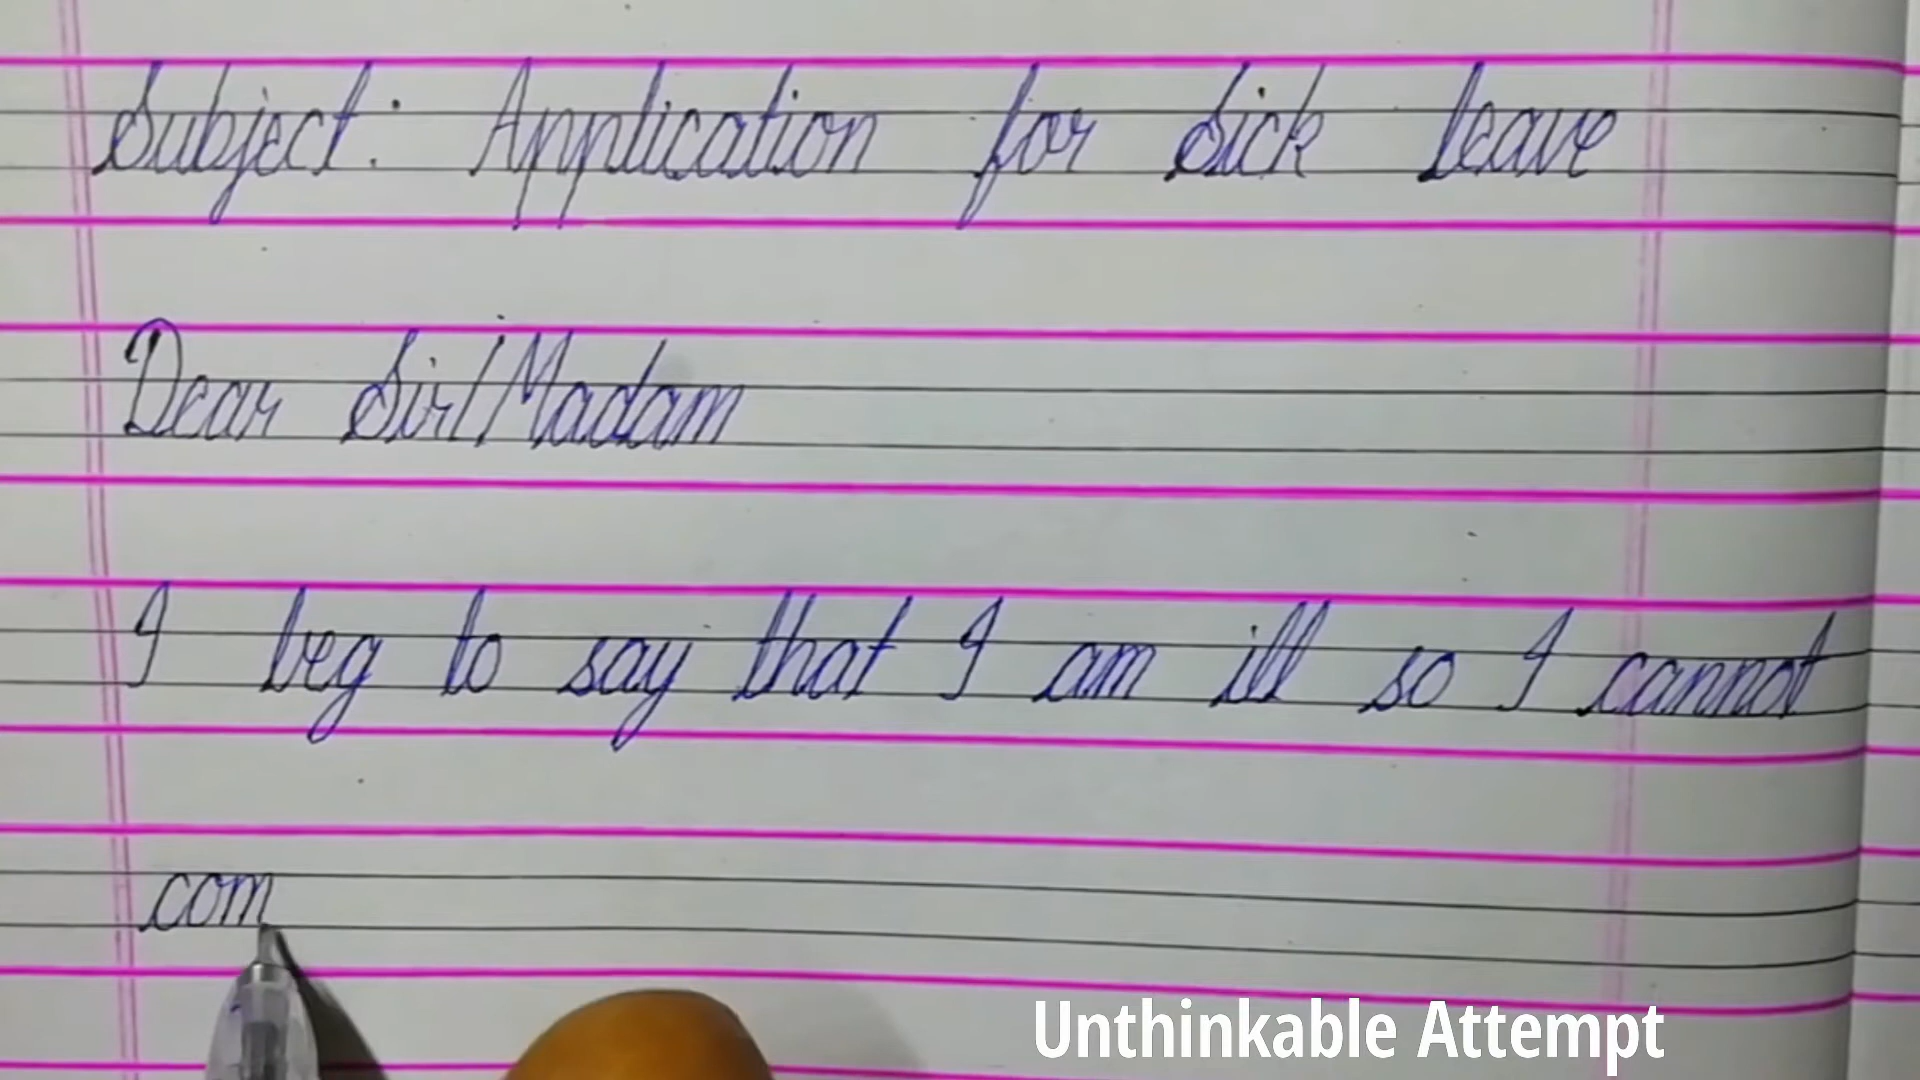 Subject: Application for Sick leave
Dear Sir/Madam
I beg to say that I am ill so I cannot
com
Unthinkable Attempt